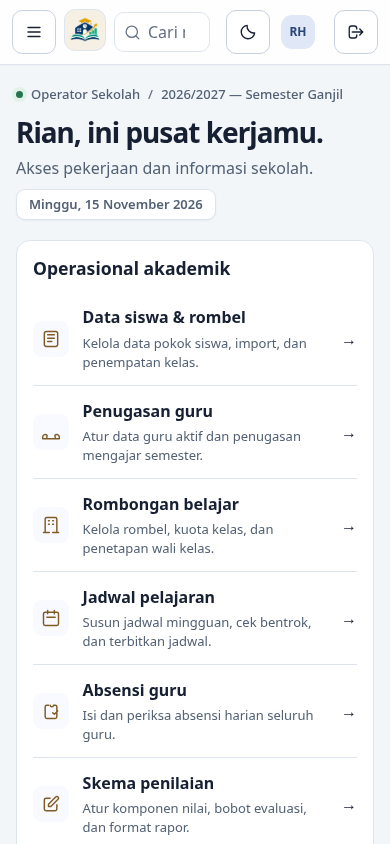 Cari
RH
Operator Sekolah / 2026/2027 — Semester Ganjil
Rian, ini pusat kerjamu.
Akses pekerjaan dan informasi sekolah.
Minggu, 15 November 2026
Operasional akademik
Data siswa & rombel
Kelola data pokok siswa, import, dan
penempatan kelas.
→
Penugasan guru
Atur data guru aktif dan penugasan
mengajar semester.
→
Rombongan belajar
Kelola rombel, kuota kelas, dan
penetapan wali kelas.
→
Jadwal pelajaran
Susun jadwal mingguan, cek bentrok,
dan terbitkan jadwal.
→
Absensi guru
Isi dan periksa absensi harian seluruh
guru.
→
Skema penilaian
Atur komponen nilai, bobot evaluasi,
dan format rapor.
→